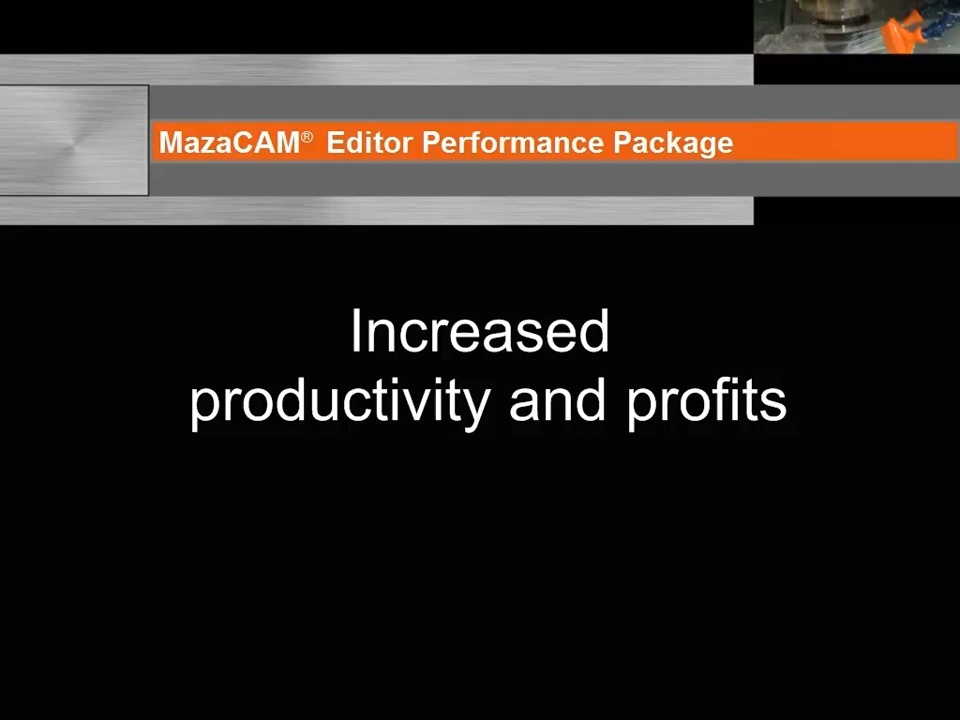 MazaCAM® Editor Performance Package
Increased
productivity and profits